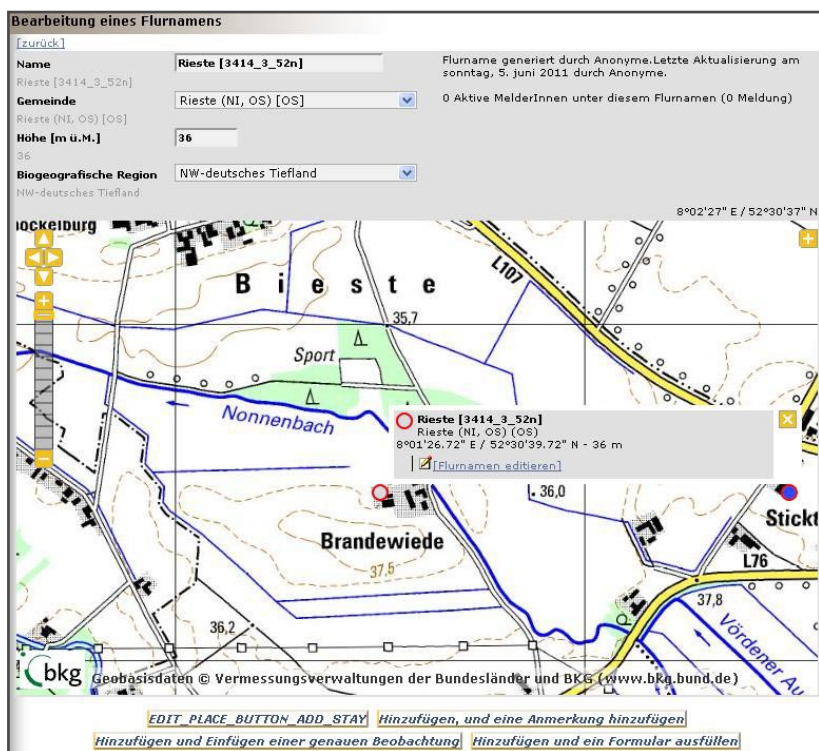 Bearbeitung eines Flurnamens
[zurück]
Name
Rieste [3414_3_52n]
Rieste [3414_3_52n]
Gemeinde
Rieste (NI, OS) [OS]
Rieste (NI, OS) [OS]
Höhe [m ü.M.]
36
36
Biogeografische Region
NW-deutsches Tiefland
NW-deutsches Tiefland
Flurname generiert durch Anonyme.Letzte Aktualisierung am
sonntag, 5. juni 2011 durch Anonyme.
0 Aktive MelderInnen unter diesem Flurnamen (0 Meldung)
8°02'27" E / 52°30'37" N
ockelburg
Bieste
L107
35,7
Sport
Nonnenbach
Rieste [3414_3_52n]
Rieste (NI, OS) (OS)
8°01'26.72" E / 52°30'39.72" N - 36 m
[Flurnamen editieren]
36,0
Stickt
Brandewiede
37,5
L76
37,8
36,2
P
Vördener Au
bkg
Geobasisdaten © Vermessungsverwaltungen der Bundesländer und BKG (www.bkg.bund.de)
EDIT_PLACE_BUTTON_ADD_STAY
Hinzufügen, und eine Anmerkung hinzufügen
Hinzufügen und Einfügen einer genauen Beobachtung
Hinzufügen und ein Formular ausfüllen